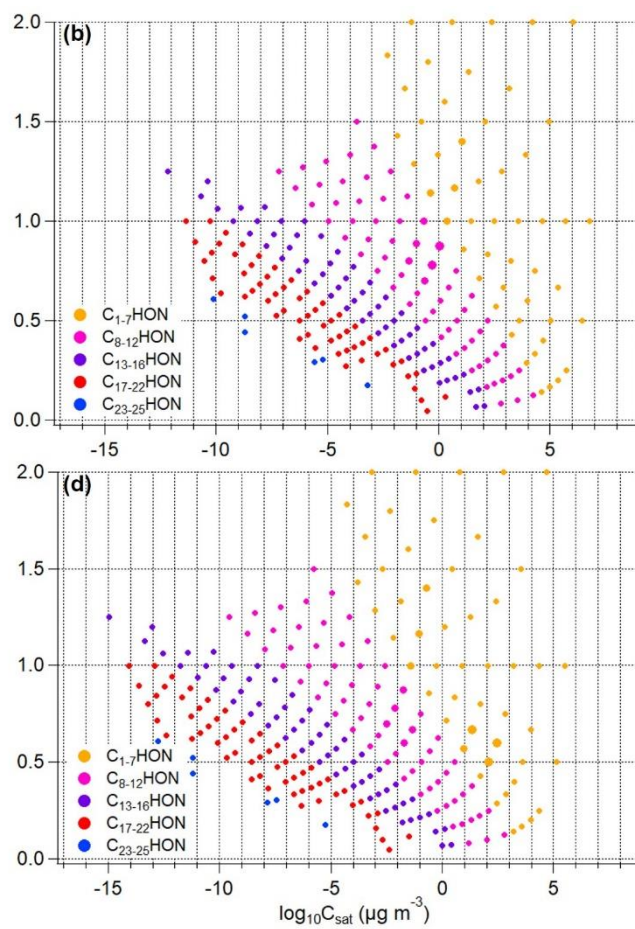 (b)
2.0
1.5
1.0
0.5
0.0
C₁₋₇HON
C₈₋₁₂HON
C₁₃₋₁₆HON
C₁₇₋₂₂HON
C₂₃₋₂₅HON
-15 -10 -5 0 5
(d)
2.0
1.5
1.0
0.5
0.0
C₁₋₇HON
C₈₋₁₂HON
C₁₃₋₁₆HON
C₁₇₋₂₂HON
C₂₃₋₂₅HON
-15 -10 -5 0 5
log₁₀C_sat (µg m⁻³)